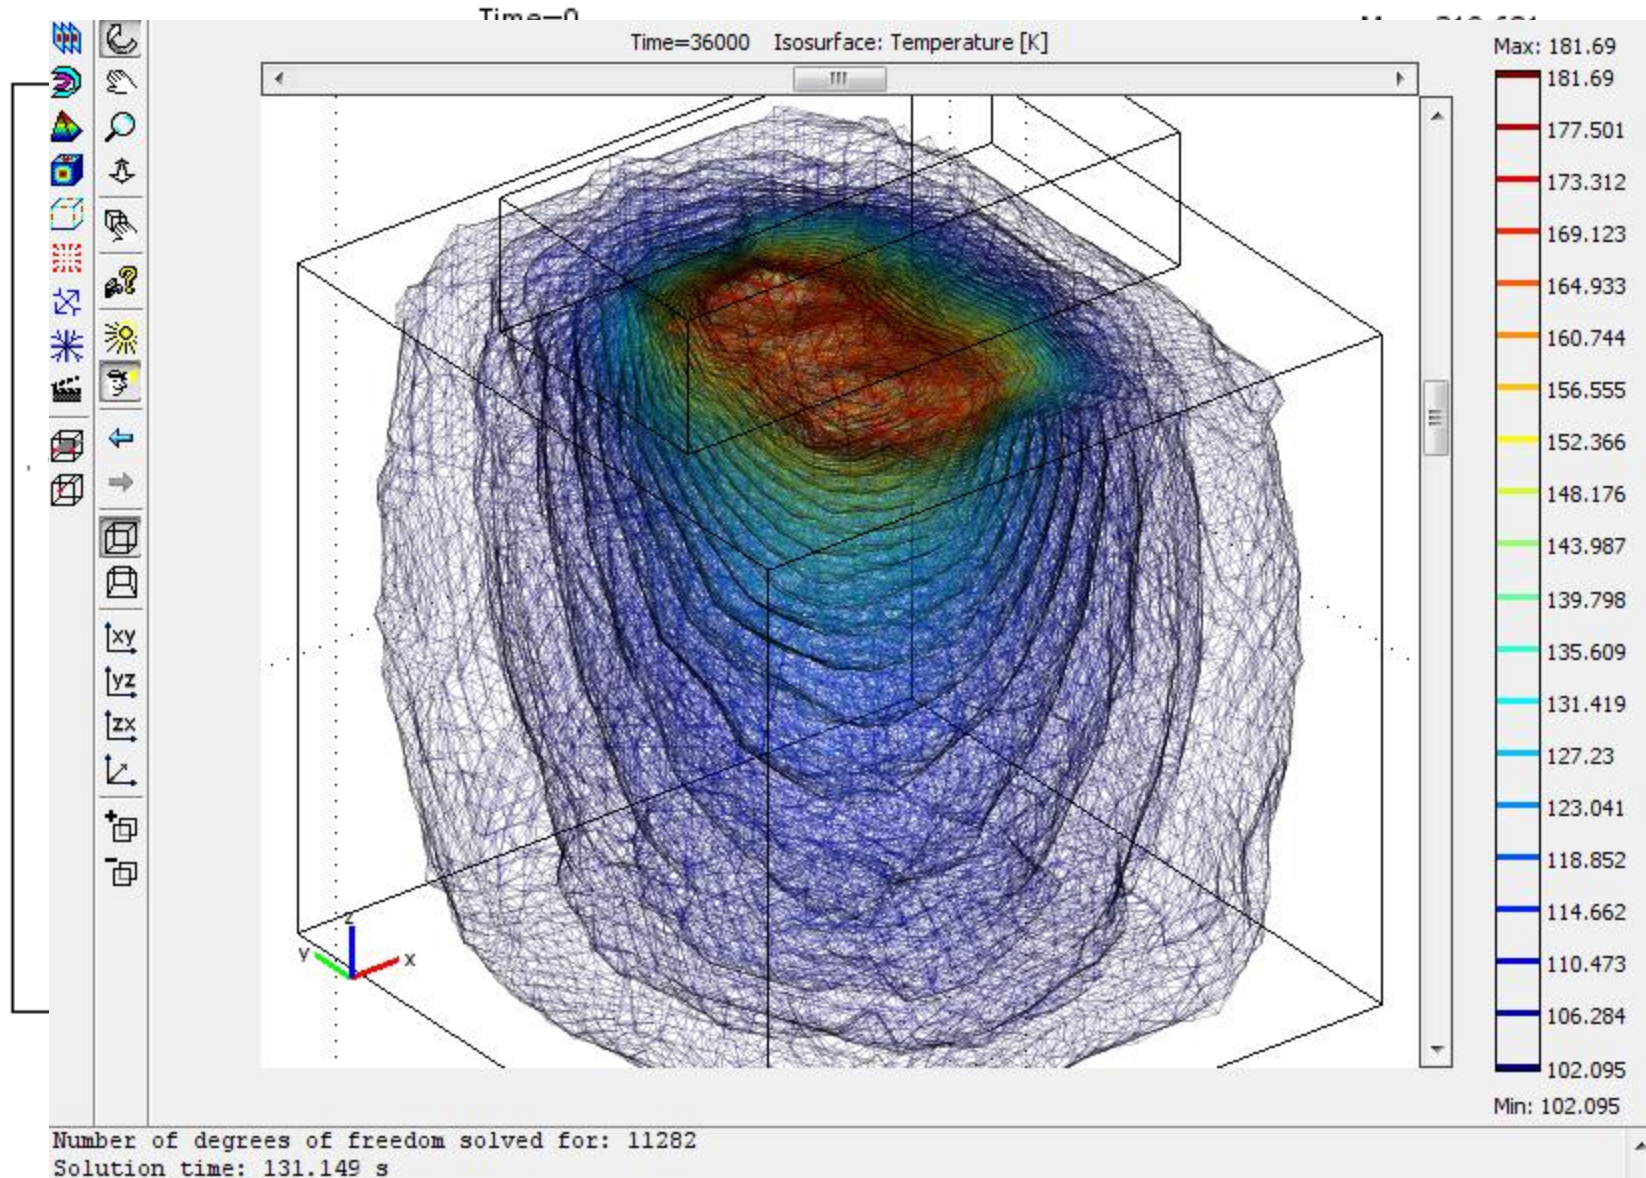 Time=0
Time=36000 Isosurface: Temperature [K]
Max: 181.69
181.69
177.501
173.312
169.123
164.933
160.744
156.555
152.366
148.176
143.987
139.798
135.609
131.419
127.23
123.041
118.852
114.662
110.473
106.284
102.095
Min: 102.095
xy
yz
zx
z
y
x
Number of degrees of freedom solved for: 11282
Solution time: 131.149 s